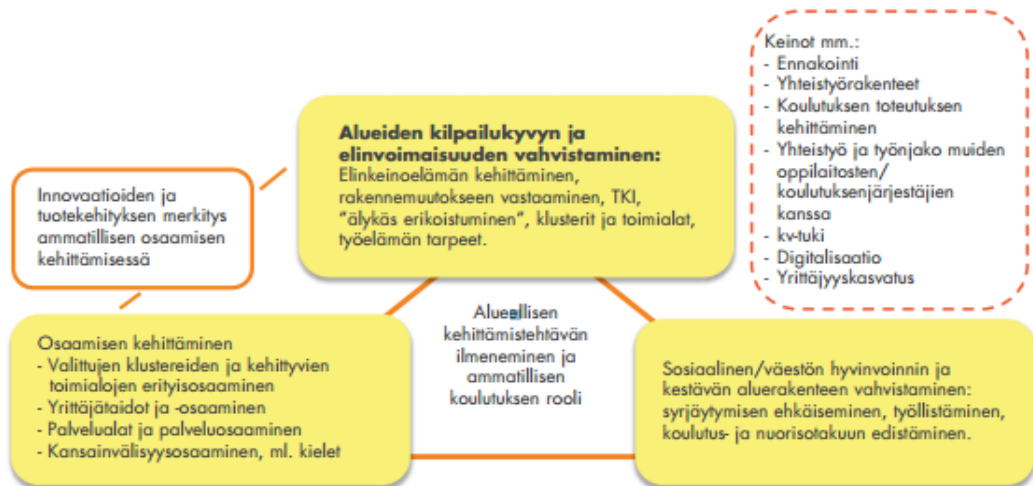 Keinot mm.:
- Ennakointi
- Yhteistyörakenteet
- Koulutuksen toteutuksen
kehittäminen
- Yhteistyö ja työnjako muiden
oppilaitosten/
koulutuksenjärjestäjien
kanssa
- kv-tuki
- Digitalisaatio
- Yrittäjyyskasvatus
Alueiden kilpailukyvyn ja
elinvoimaisuuden vahvistaminen:
Elinkeinoelämän kehittäminen,
rakennemuutokseen vastaaminen, TKI,
"älykäs erikoistuminen", klusterit ja toimialat,
työelämän tarpeet.
Innovaatioiden ja
tuotekehityksen merkitys
ammatillisen osaamisen
kehittämisessä
Alueellisen
kehittämistehtävän
ilmeneminen ja
ammatillisen
koulutuksen rooli
Osaamisen kehittäminen
- Valittujen klustereiden ja kehittyvien
toimialojen erityisosaaminen
- Yrittäjätaidot ja -osaaminen
- Palvelualat ja palveluosaaminen
- Kansainvälisyysosaaminen, ml. kielet
Sosiaalinen/väestön hyvinvoinnin ja
kestävän aluerakenteen vahvistaminen:
syrjäytymisen ehkäiseminen, työllistäminen,
koulutus- ja nuorisotakuun edistäminen.